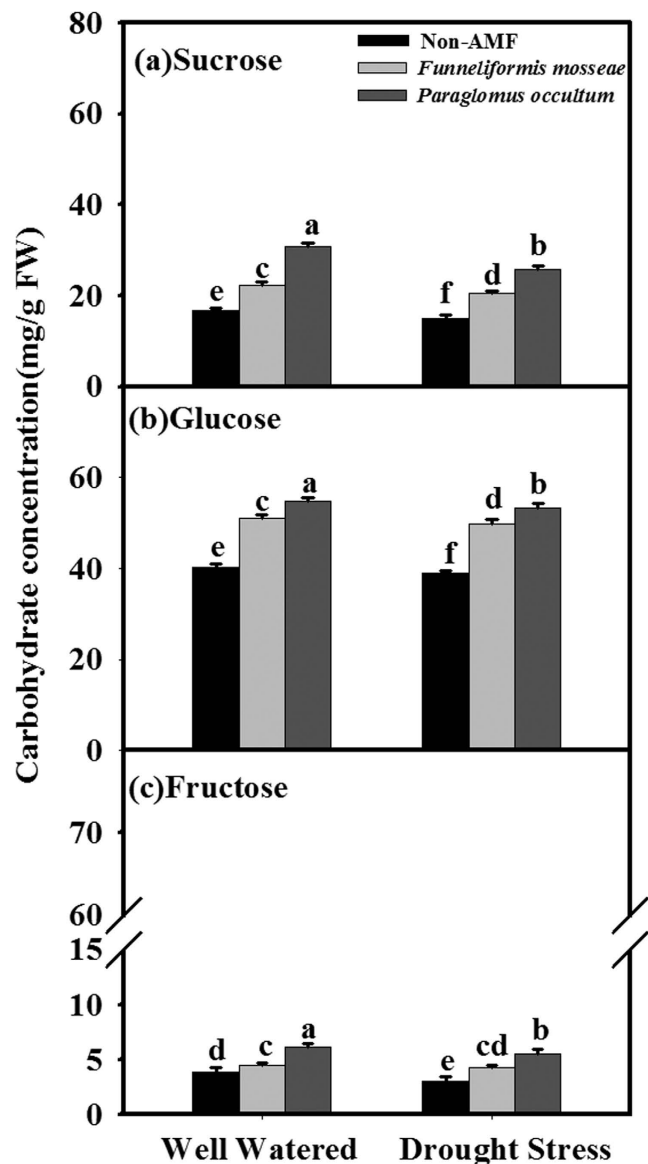 Carbohydrate concentration(mg/g FW)
80
60
40
20
0
(a)Sucrose
Non-AMF
Funneliformis mosseae
Paraglomus occultum
e
c
a
f
d
b
60
40
20
0
(b)Glucose
e
c
a
f
d
b
70
60
15
10
5
0
(c)Fructose
d
c
a
e
cd
b
Well Watered
Drought Stress